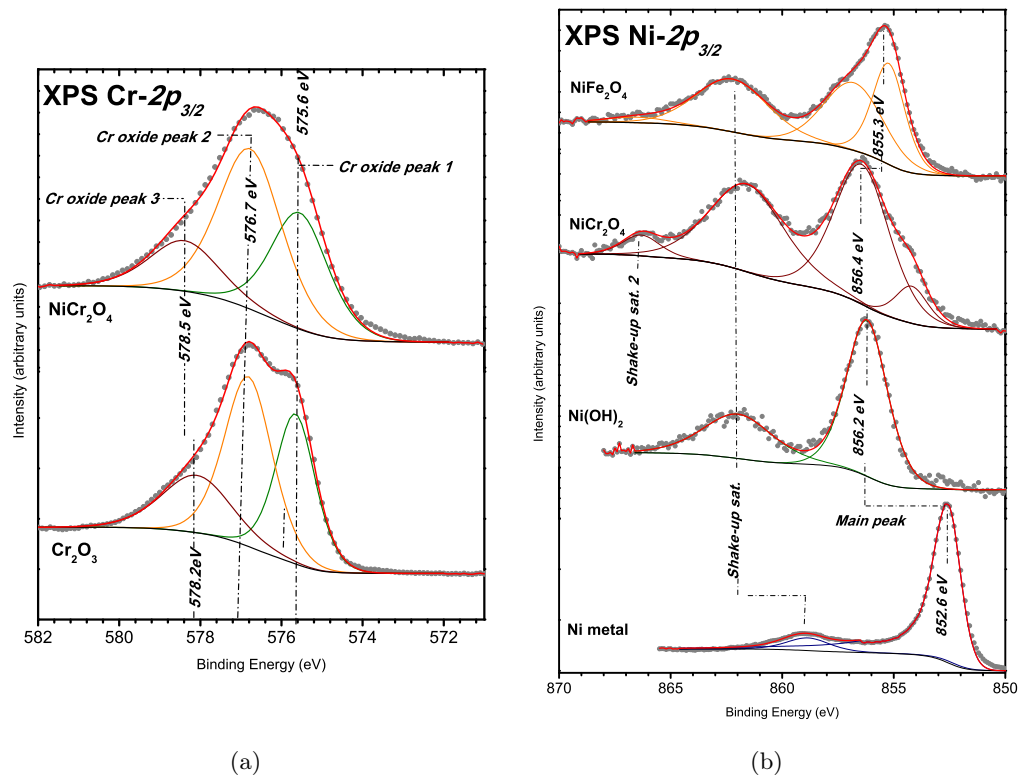 XPS Cr-2p3/2
Cr oxide peak 2
575.6 eV
Cr oxide peak 1
Cr oxide peak 3
576.7 eV
578.5 eV
NiCr2O4
Cr2O3
578.2eV
Intensity (arbitrary units)
582 580 578 576 574 572
Binding Energy (eV)
(a)
XPS Ni-2p3/2
NiFe2O4
855.3 eV
NiCr2O4
856.4 eV
Shake-up sat. 2
Ni(OH)2
856.2 eV
Shake-up sat.
Main peak
852.6 eV
Ni metal
Intensity (arbitrary units)
870 865 860 855 850
Binding Energy (eV)
(b)